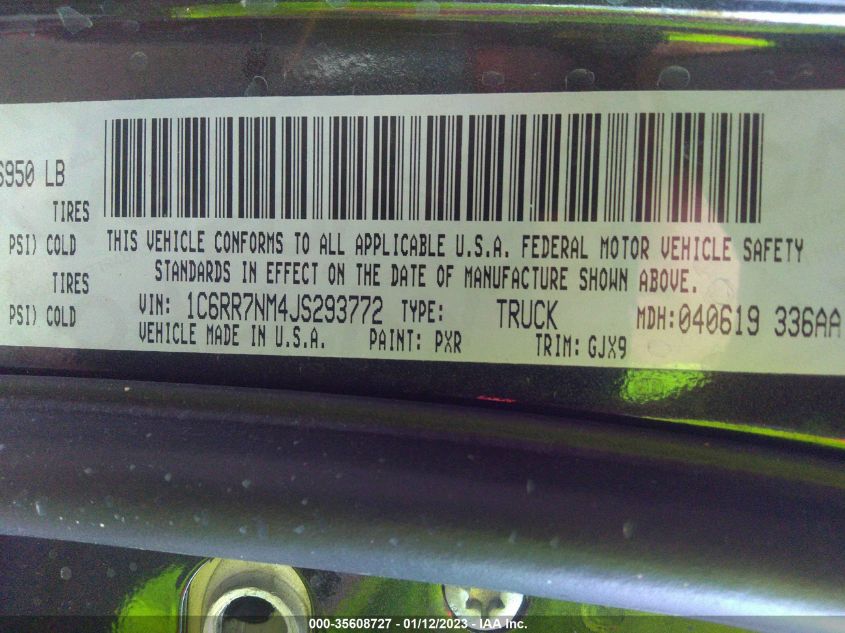 6950 LB
TIRES
PSI) COLD
TIRES
PSI) COLD
THIS VEHICLE CONFORMS TO ALL APPLICABLE U.S.A. FEDERAL MOTOR VEHICLE SAFETY
STANDARDS IN EFFECT ON THE DATE OF MANUFACTURE SHOWN ABOVE.
VIN: 1C6RR7NM4JS293772 TYPE: TRUCK MDH:040619 336AA
VEHICLE MADE IN U.S.A. PAINT: PXR TRIM: GJX9
000-35608727 - 01/12/2023 - IAA Inc.